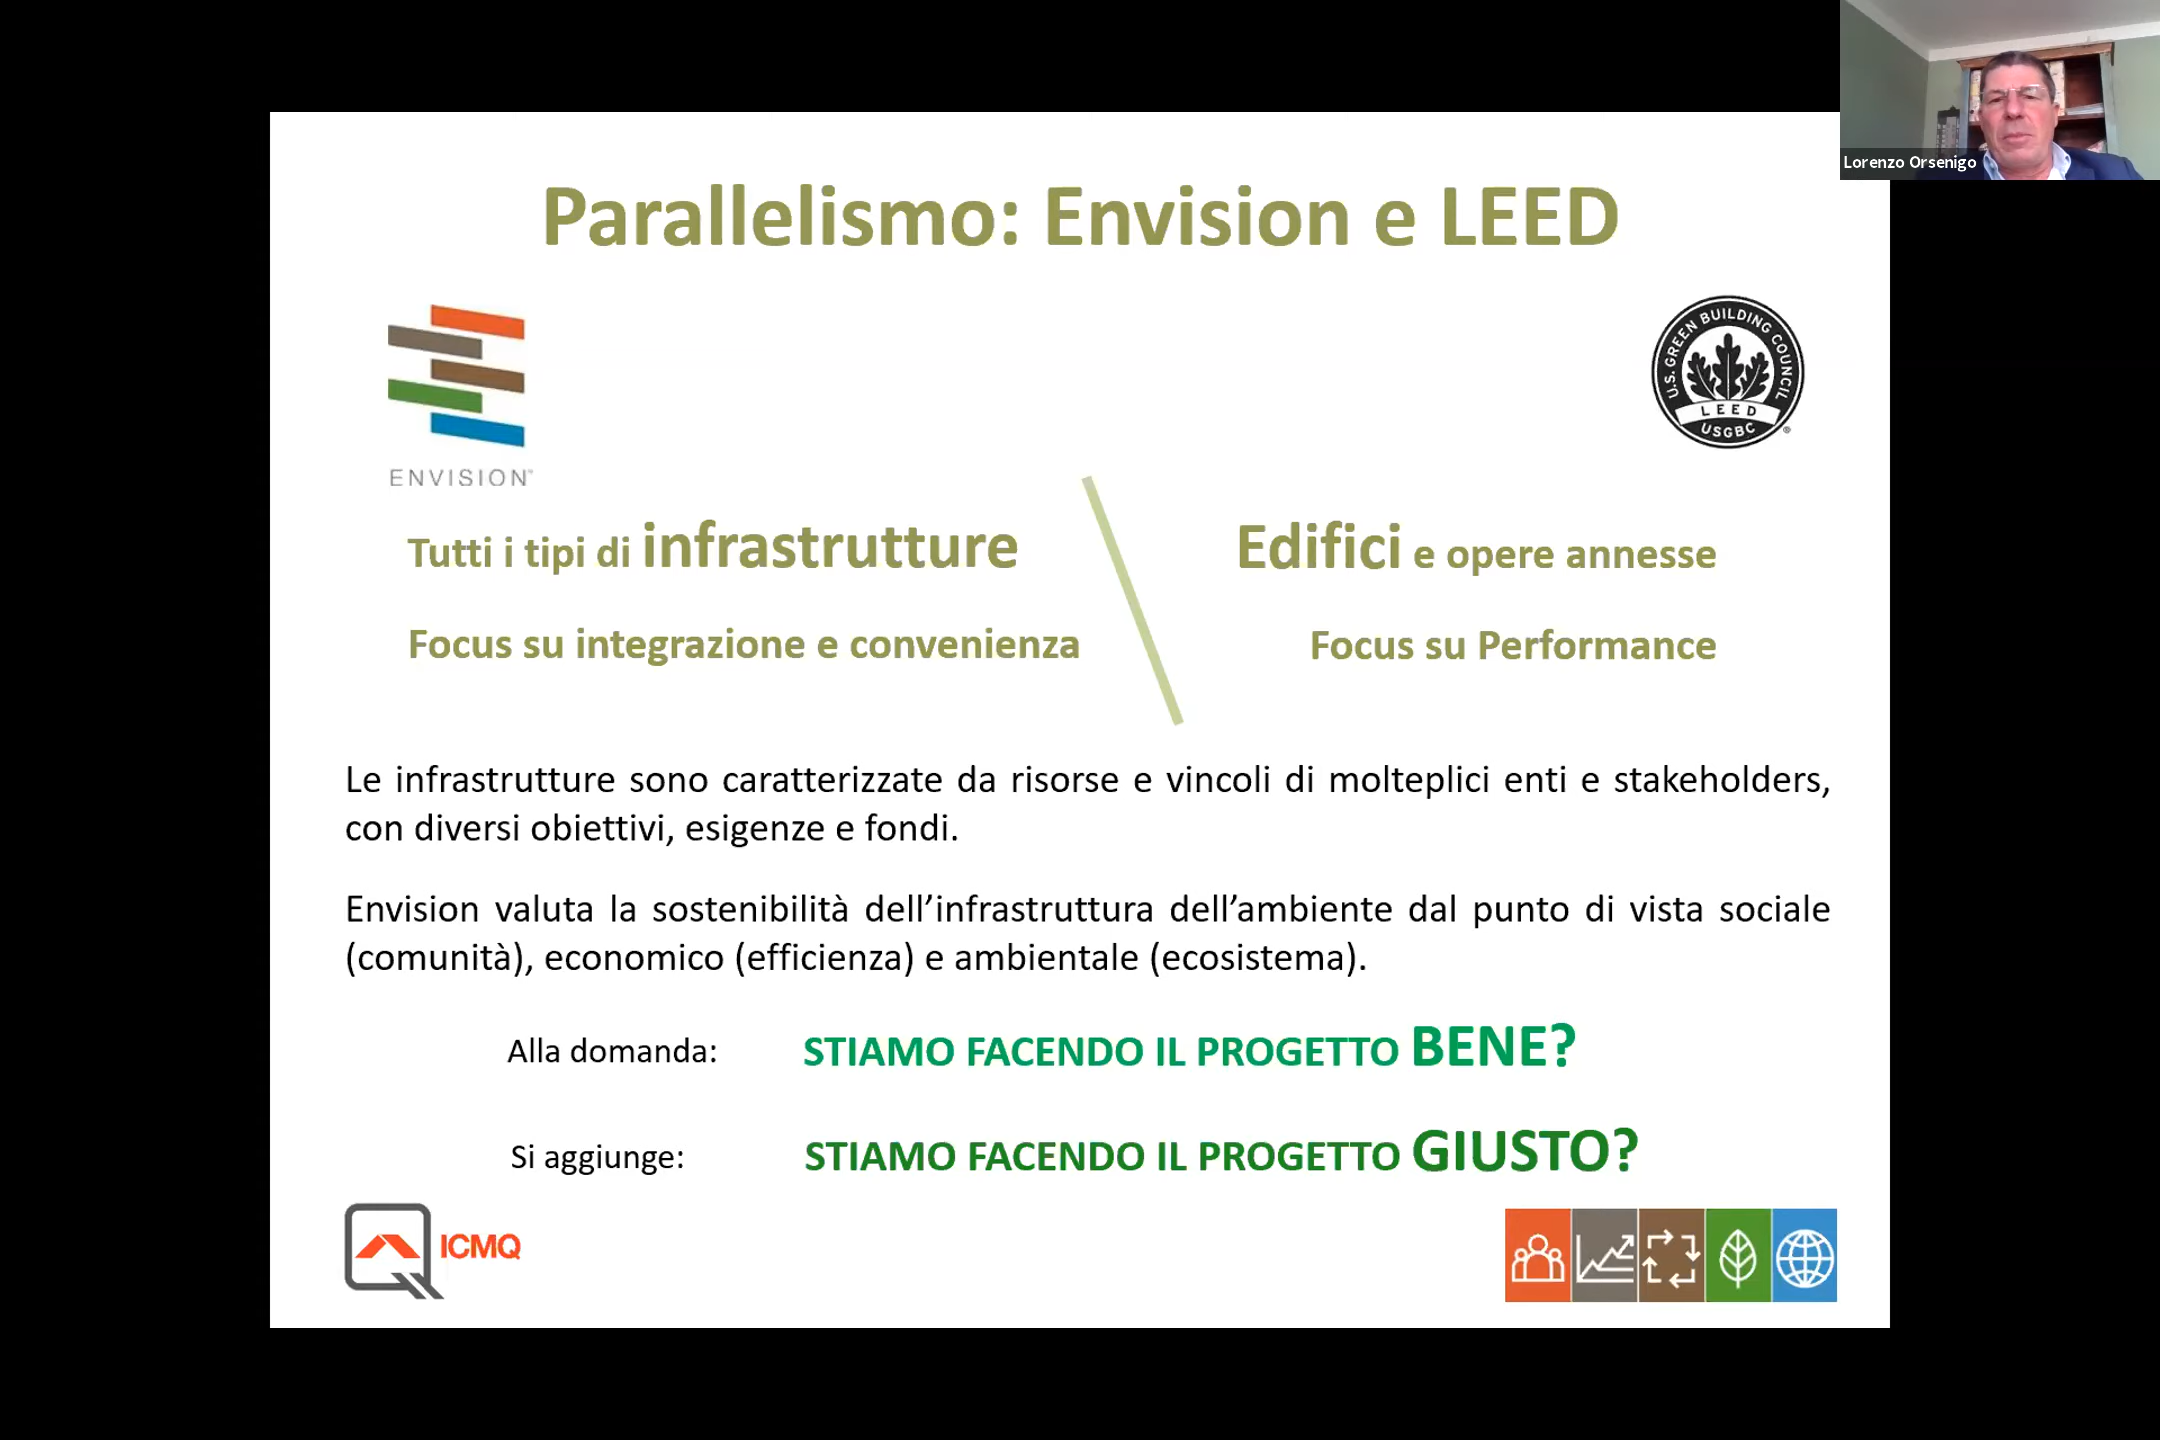 Lorenzo Orsenigo
Parallelismo: Envision e LEED
ENVISION
U.S. GREEN BUILDING COUNCIL
LEED
USGBC
®
Tutti i tipi di infrastrutture
Edifici e opere annesse
Focus su integrazione e convenienza
Focus su Performance
Le infrastrutture sono caratterizzate da risorse e vincoli di molteplici enti e stakeholders,
con diversi obiettivi, esigenze e fondi.
Envision valuta la sostenibilità dell’infrastruttura dell’ambiente dal punto di vista sociale
(comunità), economico (efficienza) e ambientale (ecosistema).
Alla domanda: STIAMO FACENDO IL PROGETTO BENE?
Si aggiunge: STIAMO FACENDO IL PROGETTO GIUSTO?
ICMQ